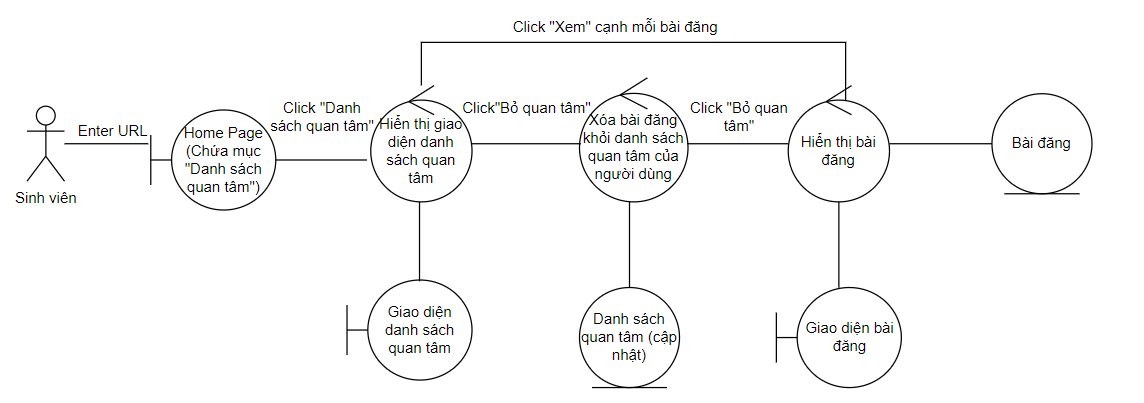 Click "Xem" cạnh mỗi bài đăng
Enter URL
Sinh viên
Home Page
(Chứa mục
"Danh sách
quan tâm")
Click "Danh
sách quan tâm"
Hiển thị giao
diện danh
sách quan
tâm
Click"Bỏ quan tâm"
Xóa bài đăng
khỏi danh sách
quan tâm của
người dùng
Click "Bỏ quan
tâm"
Hiển thị bài
đăng
Bài đăng
Giao diện
danh sách
quan tâm
Danh sách
quan tâm (cập
nhật)
Giao diện bài
đăng